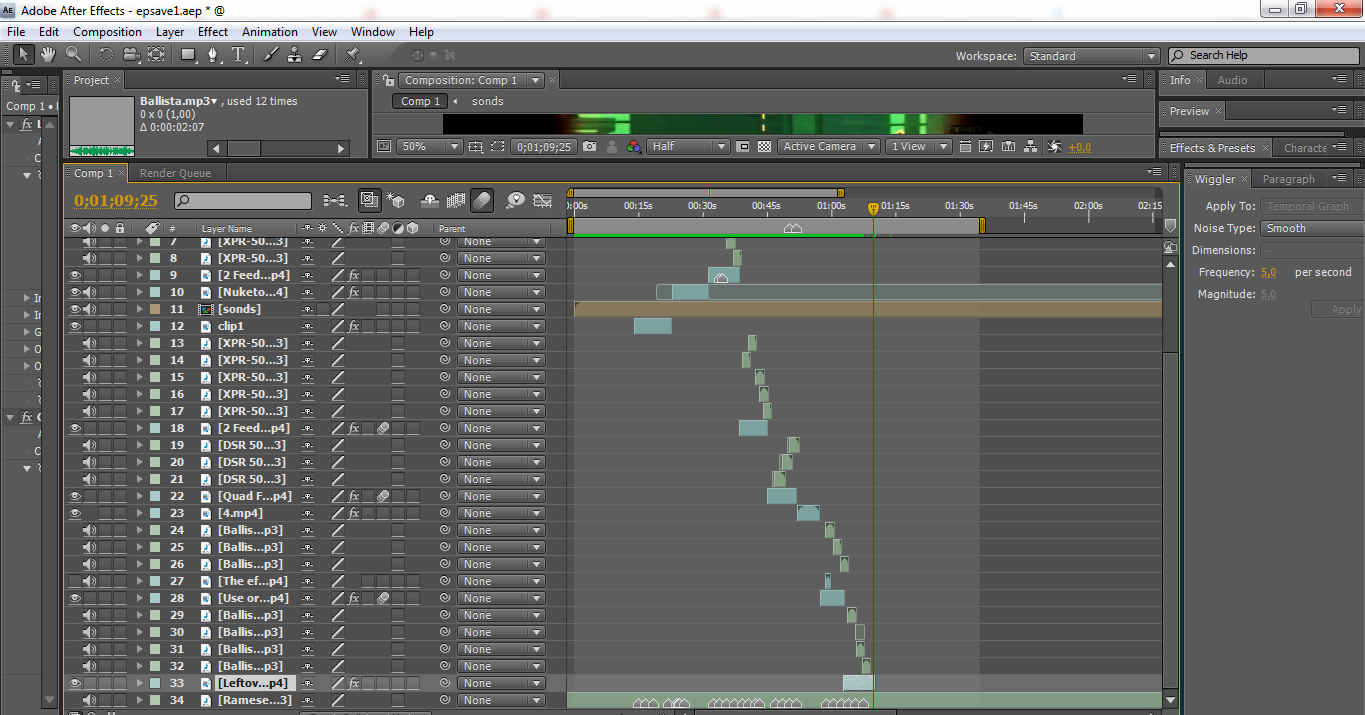 Adobe After Effects - epsave1.aep * @
File Edit Composition Layer Effect Animation View Window Help
Workspace: Standard Search Help
Project Composition: Comp 1 Info Audio
Comp 1
Ballista.mp3 , used 12 times
0 x 0 (1,00)
Δ 0:00:02:07
Comp 1 sonds
Preview
50% 0;01;09;25 Half Active Camera 1 View +0,0
Effects & Presets Characte
Comp 1 Render Queue
Wiggler Paragraph
0;01;09;25
00s 00:15s 00:30s 00:45s 01:00s 01:15s 01:30s 01:45s 02:00s 02:15
Apply To: Temporal Graph
Noise Type: Smooth
Dimensions: -
Frequency: 5,0 per second
Magnitude: 5,0
Apply
# Layer Name Parent
7 [XPR-50...3] None
8 [XPR-50...3] None
9 [2 Feed...p4] fx None
10 [Nuketo...4] fx None
11 [sonds] None
12 clip1 fx None
13 [XPR-50...3] None
14 [XPR-50...3] None
15 [XPR-50...3] None
16 [XPR-50...3] None
17 [XPR-50...3] None
18 [2 Feed...p4] fx None
19 [DSR 50...3] None
20 [DSR 50...3] None
21 [DSR 50...3] None
22 [Quad F...p4] fx None
23 [4.mp4] fx None
24 [Ballis...p3] None
25 [Ballis...p3] None
26 [Ballis...p3] None
27 [The ef...p4] None
28 [Use or...p4] fx None
29 [Ballis...p3] None
30 [Ballis...p3] None
31 [Ballis...p3] None
32 [Ballis...p3] None
33 [Leftov...p4] fx None
34 [Ramese...3] None